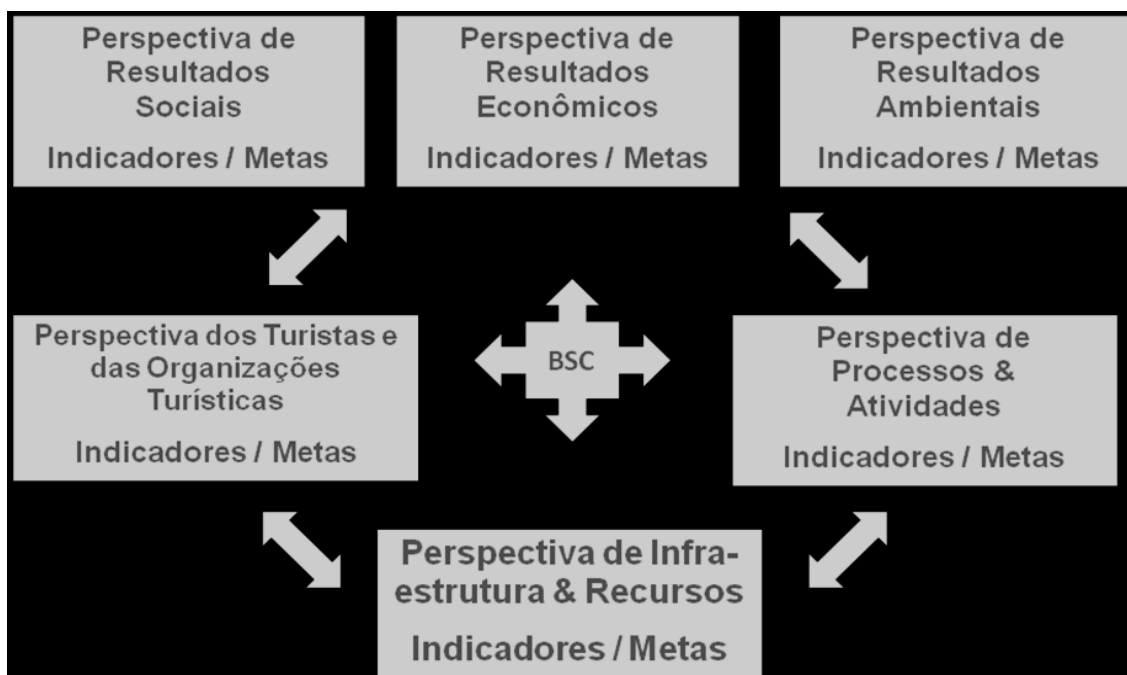 Perspectiva de
Resultados
Sociais
Indicadores / Metas
Perspectiva de
Resultados
Econômicos
Indicadores / Metas
Perspectiva de
Resultados
Ambientais
Indicadores / Metas
Perspectiva dos Turistas e
das Organizações
Turísticas
Indicadores / Metas
BSC
Perspectiva de
Processos &
Atividades
Indicadores / Metas
Perspectiva de Infra-
estrutura & Recursos
Indicadores / Metas